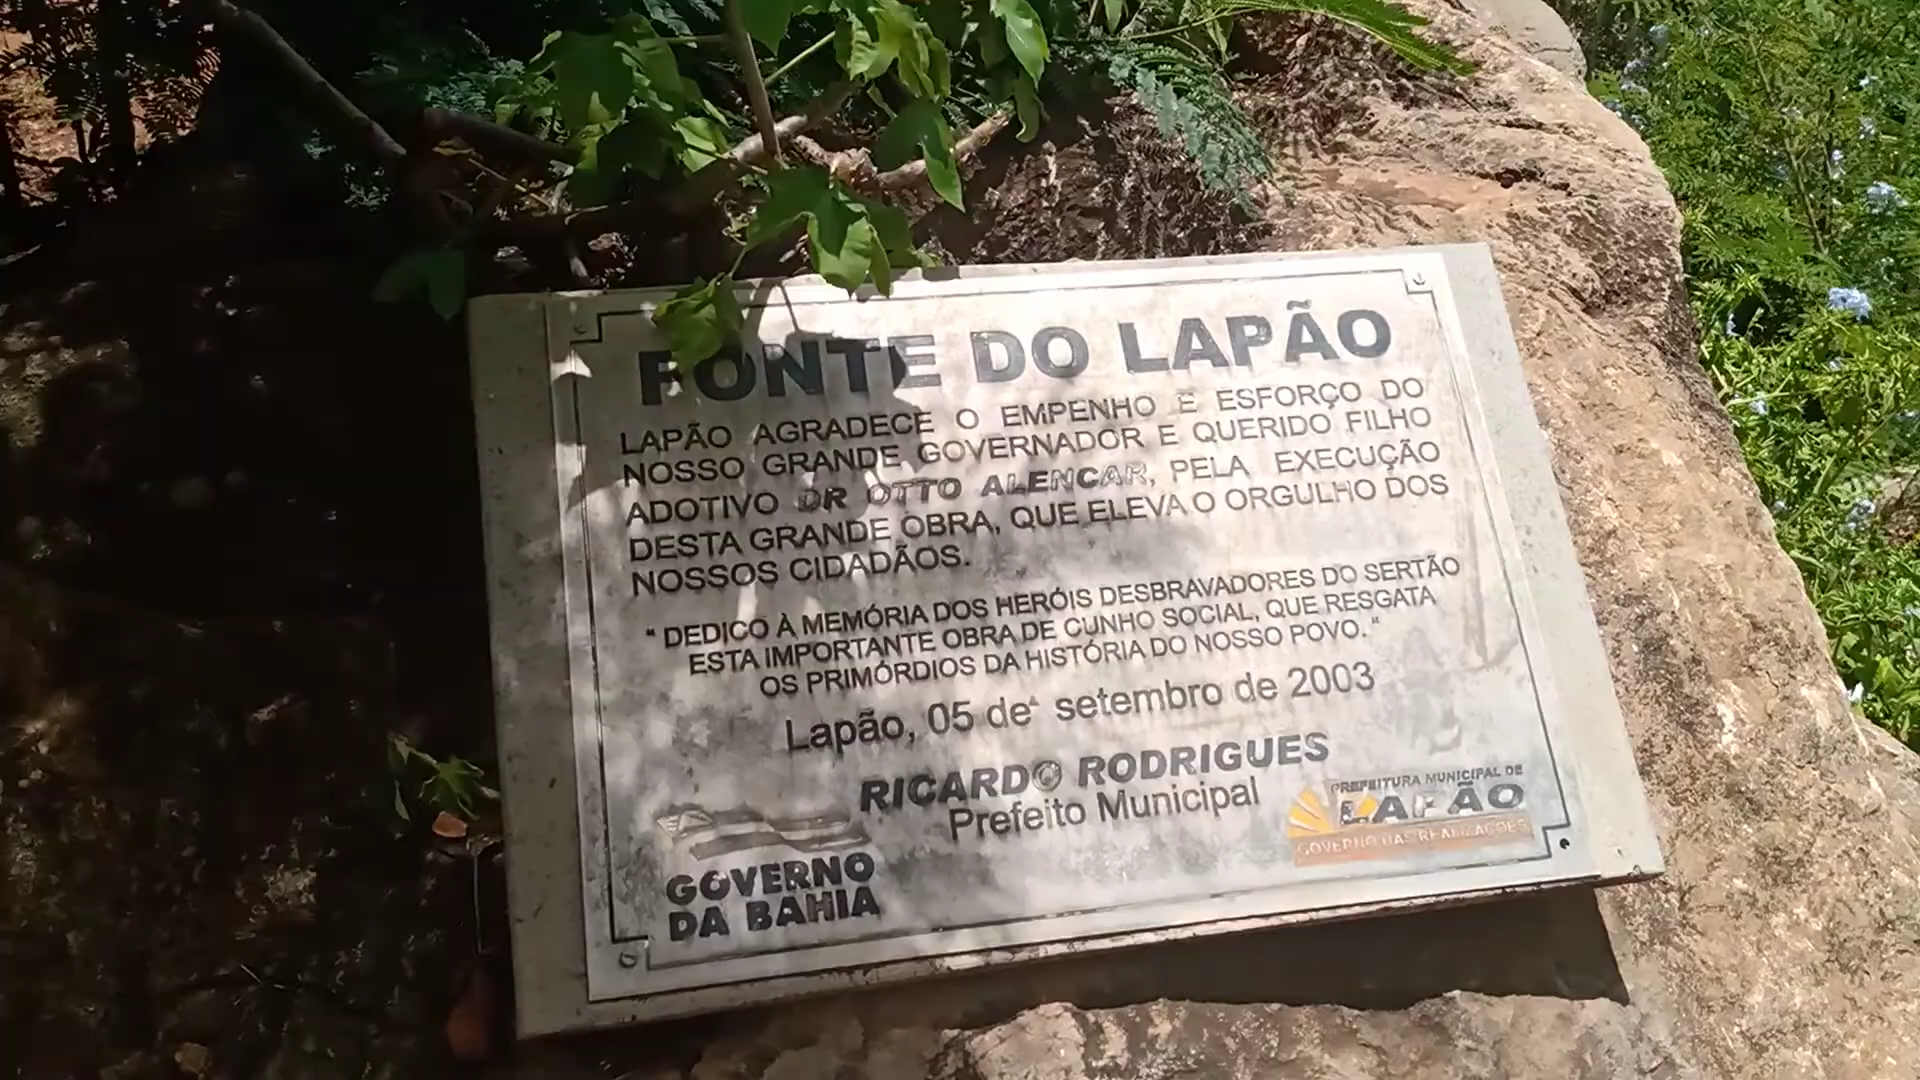 FONTE DO LAPÃO
LAPÃO AGRADECE O EMPENHO E ESFORÇO DO
NOSSO GRANDE GOVERNADOR E QUERIDO FILHO
ADOTIVO DR OTTO ALENCAR, PELA EXECUÇÃO
DESTA GRANDE OBRA, QUE ELEVA O ORGULHO DOS
NOSSOS CIDADÃOS.
“ DEDICO À MEMÓRIA DOS HERÓIS DESBRAVADORES DO SERTÃO
ESTA IMPORTANTE OBRA DE CUNHO SOCIAL, QUE RESGATA
OS PRIMÓRDIOS DA HISTÓRIA DO NOSSO POVO. “
Lapão, 05 de setembro de 2003
RICARDO RODRIGUES
Prefeito Municipal
GOVERNO
DA BAHIA
PREFEITURA MUNICIPAL DE
LAPÃO
GOVERNO DAS REALIZAÇÕES